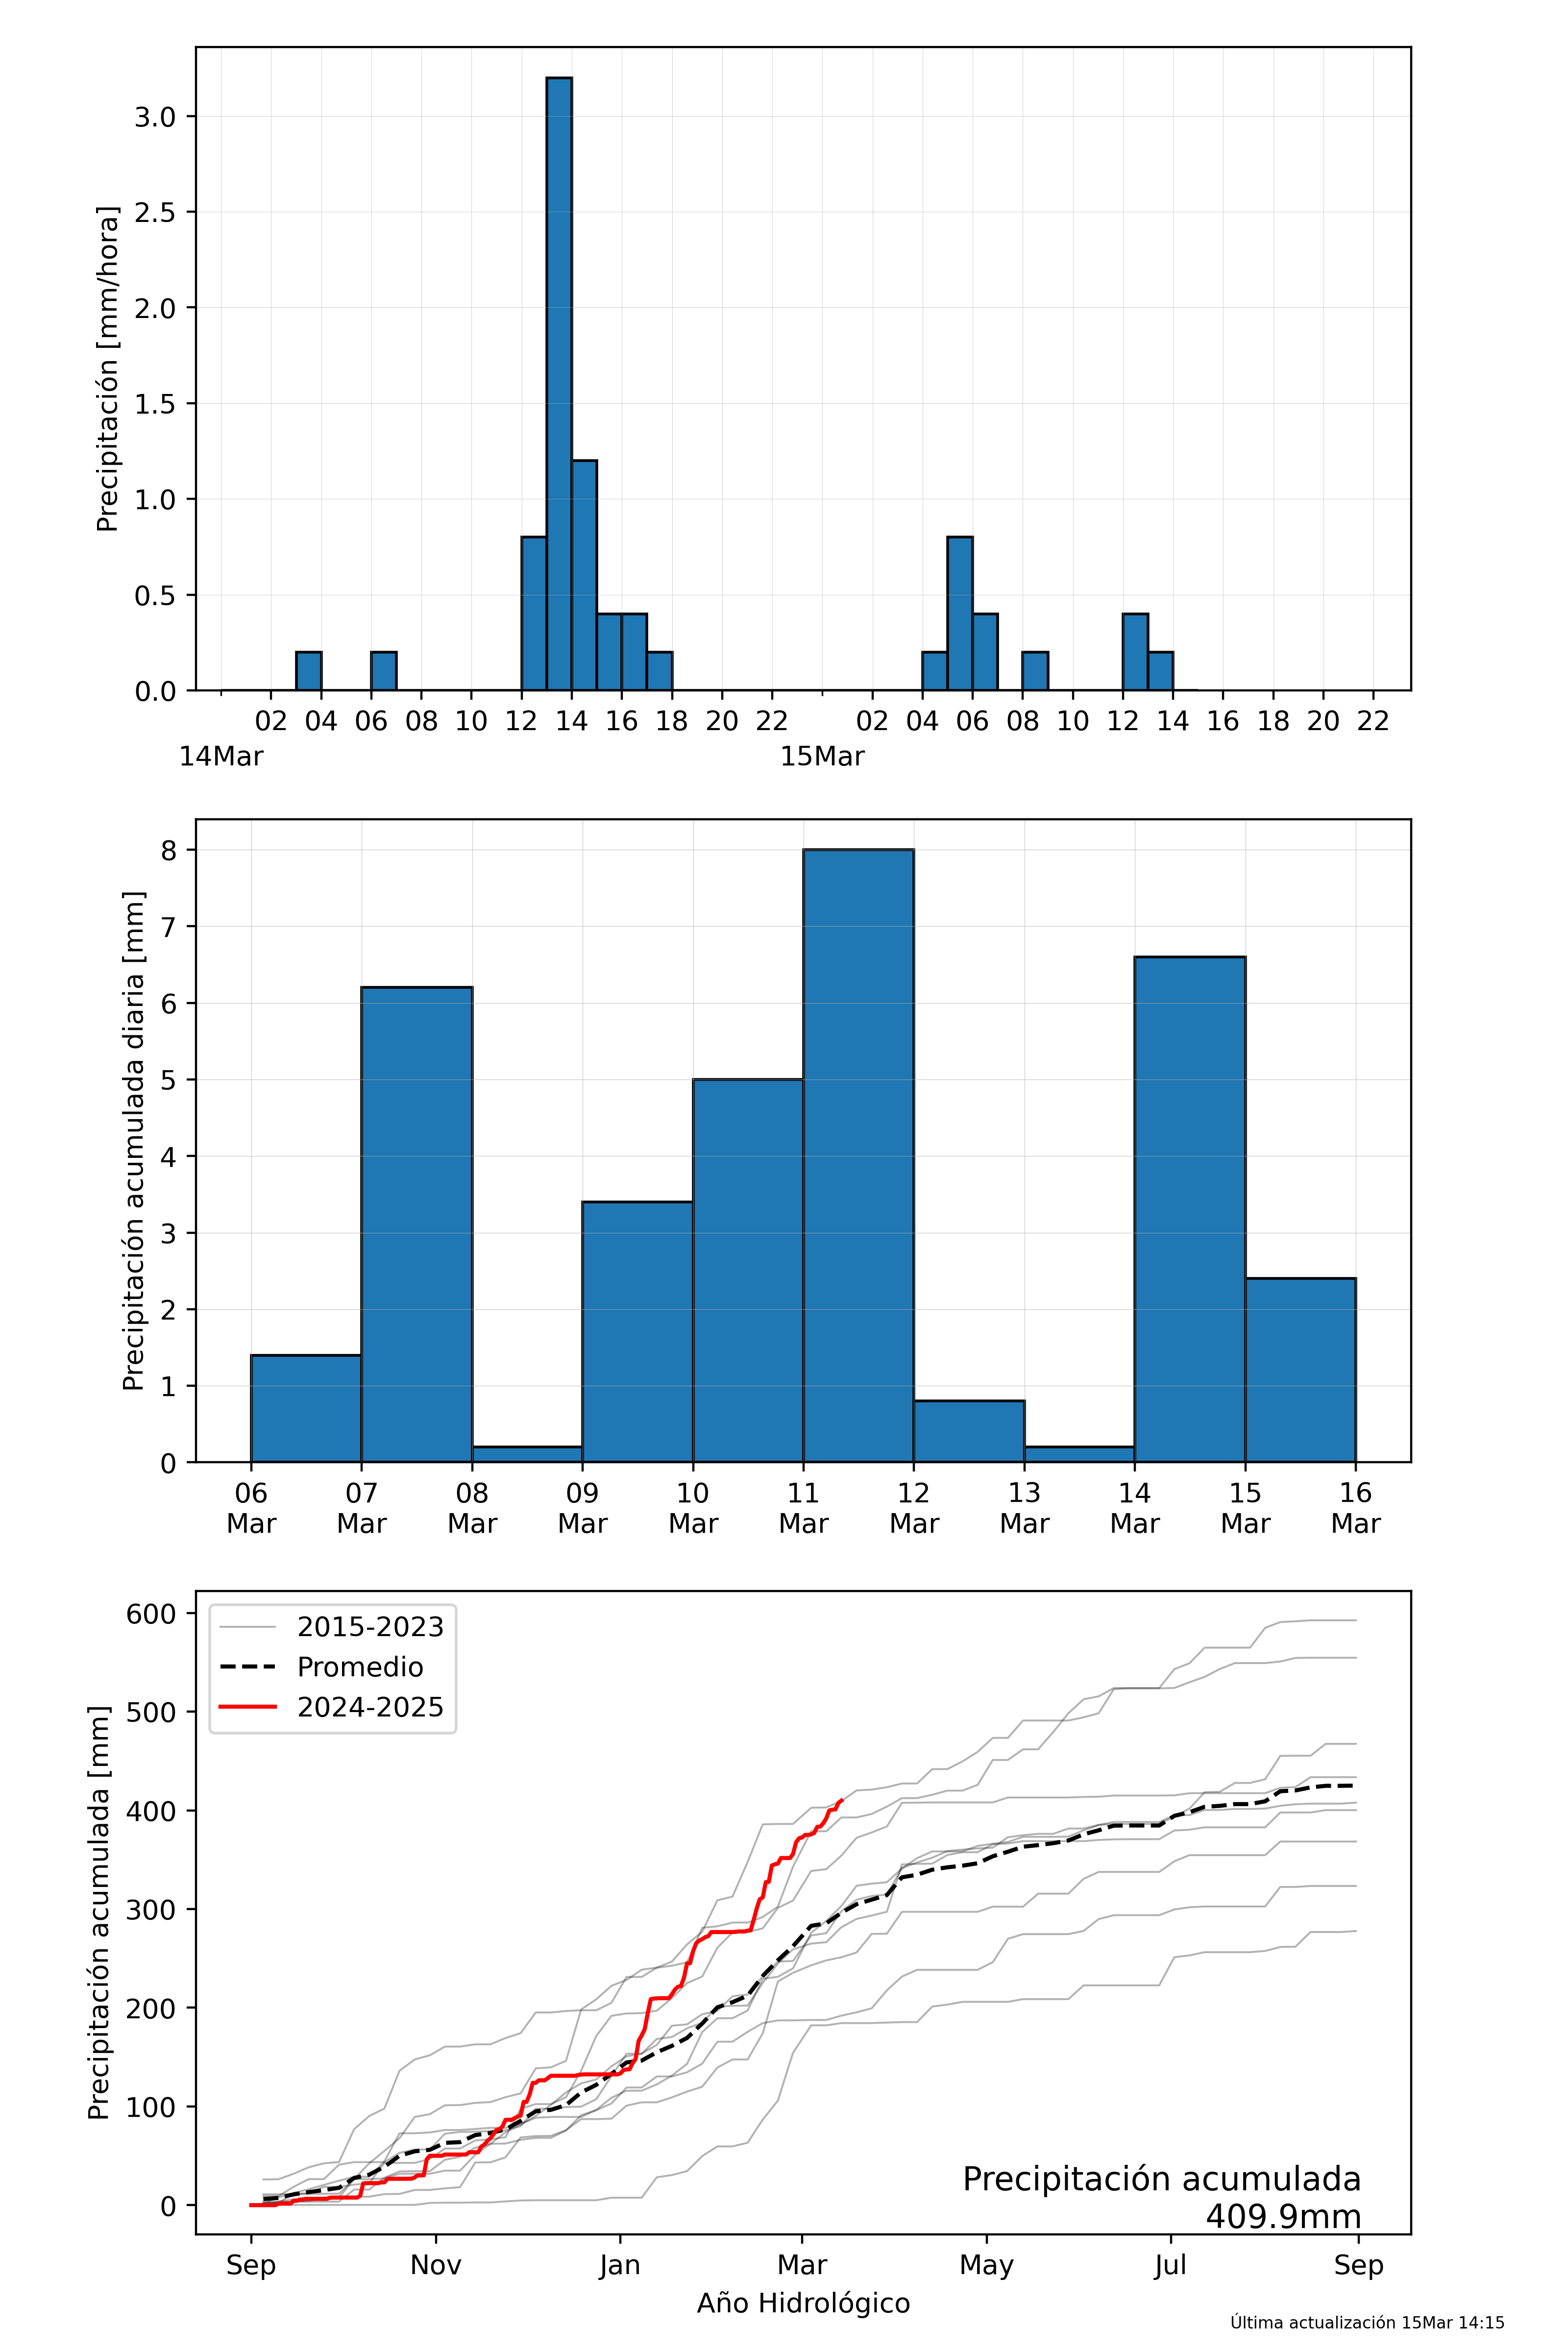 Precipitación [mm/hora]
3.0
2.5
2.0
1.5
1.0
0.5
0.0
02 04 06 08 10 12 14 16 18 20 22 02 04 06 08 10 12 14 16 18 20 22
14Mar 15Mar
Precipitación acumulada diaria [mm]
8
7
6
5
4
3
2
1
0
06 07 08 09 10 11 12 13 14 15 16
Mar Mar Mar Mar Mar Mar Mar Mar Mar Mar Mar
Precipitación acumulada [mm]
600
500
400
300
200
100
0
2015-2023
Promedio
2024-2025
Precipitación acumulada
409.9mm
Sep Nov Jan Mar May Jul Sep
Año Hidrológico
Última actualización 15Mar 14:15